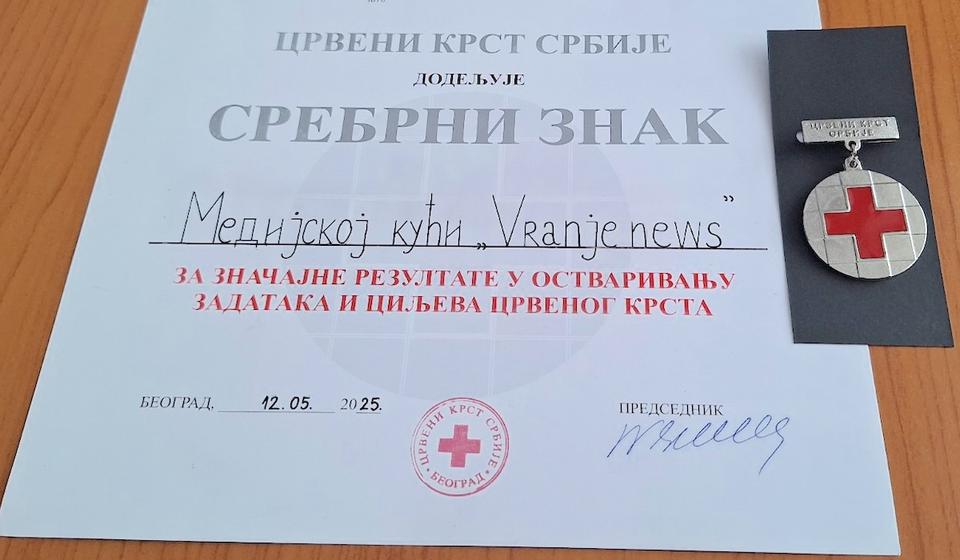 ЦРВЕНИ КРСТ СРБИЈЕ
ДОДЕЉУЈЕ
СРЕБРНИ ЗНАК
Медијској кући „Vranje news”
ЗА ЗНАЧАЈНЕ РЕЗУЛТАТЕ У ОСТВАРИВАЊУ
ЗАДАТАКА И ЦИЉЕВА ЦРВЕНОГ КРСТА
БЕОГРАД, 12.05. 2025.
ПРЕДСЕДНИК
ЦРВЕНИ КРСТ СРБИЈЕ
БЕОГРАД
ЦРВЕНИ КРСТ
СРБИЈЕ